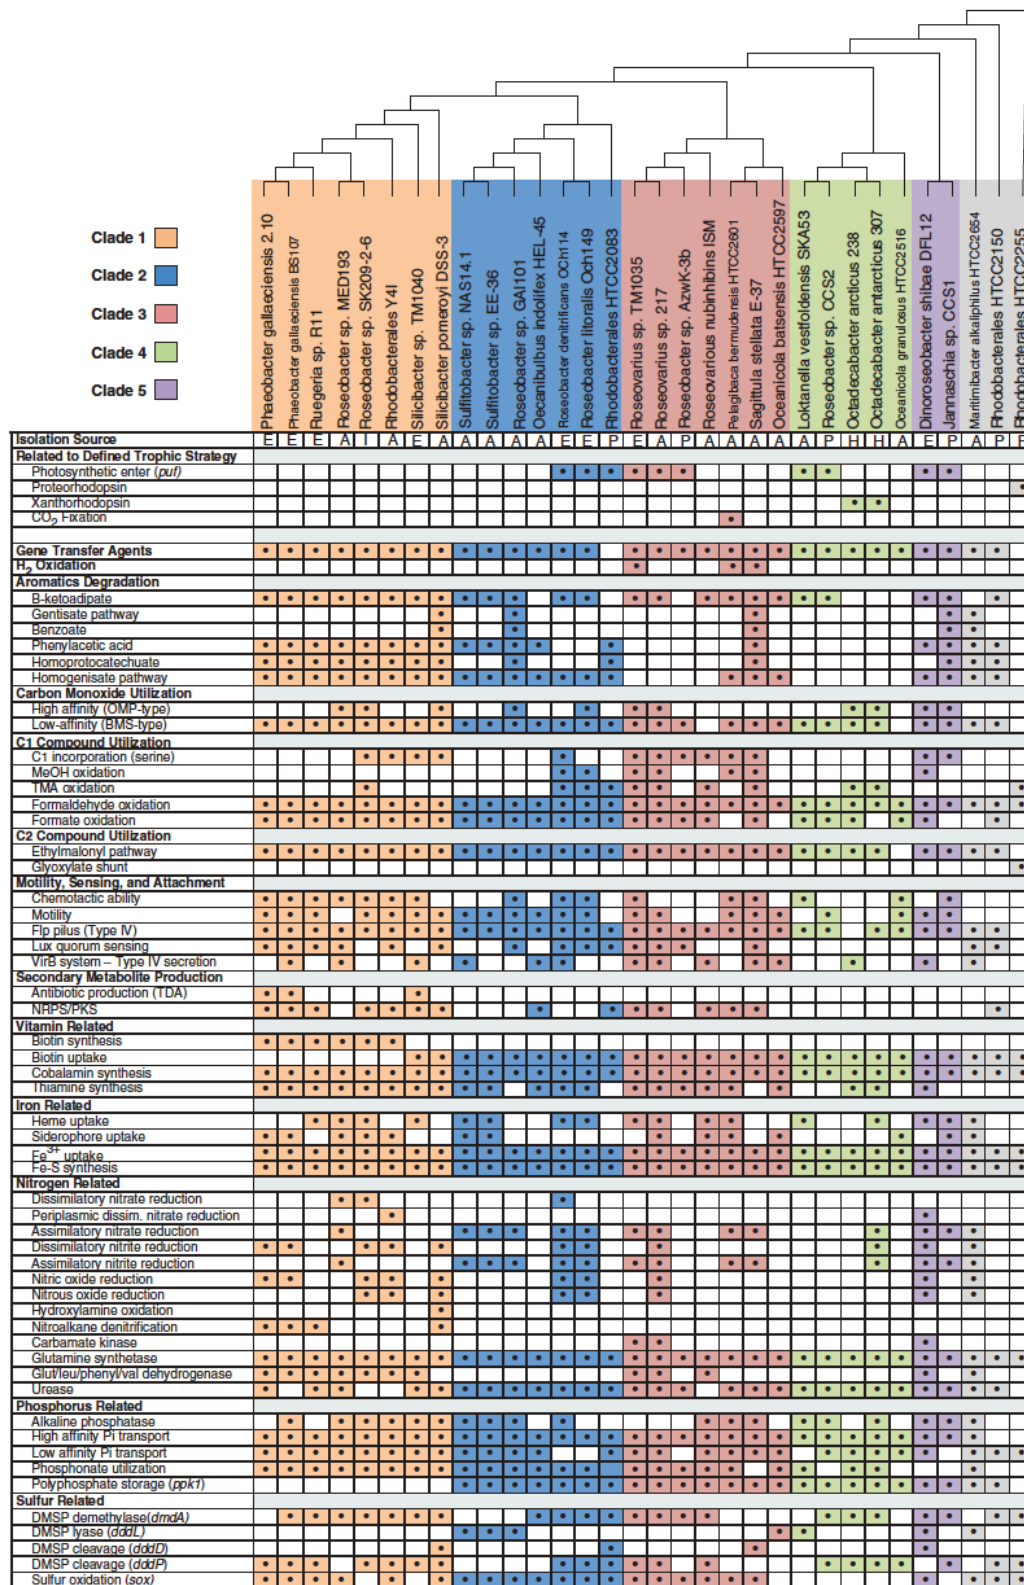 Clade 1
Clade 2
Clade 3
Clade 4
Clade 5
Phaeobacter gallaeciensis 2.10
Phaeobacter gallaeciensis BS107
Ruegeria sp. R11
Roseobacter sp. MED193
Roseobacter sp. SK209-2-6
Rhodobacterales Y4I
Silicibacter sp. TM1040
Silicibacter pomeroyi DSS-3
Sulfitobacter sp. NAS14.1
Sulfitobacter sp. EE-36
Roseobacter sp. GAI101
Oecanibulbus indolifex HEL-45
Roseobacter denitrificans OCh114
Roseobacter litoralis Och149
Rhodobacterales HTCC2083
Roseovarius sp. TM1035
Roseovarius sp. 217
Roseobacter sp. AzwK-3b
Roseovarious nubinhibins ISM
Pelagibaca bermudensis HTCC2601
Sagittula stellata E-37
Oceanicola batsensis HTCC2597
Loktanella vestfoldensis SKA53
Roseobacter sp. CCS2
Octadecabacter arcticus 238
Octadecabacter antarcticus 307
Oceanicola granulosus HTCC2516
Dinoroseobacter shibae DFL12
Jannaschia sp. CCS1
Maritimibacter alkaliphilus HTCC2654
Rhodobacterales HTCC2150
Rhodobacterales HTCC2255
Isolation Source E E E A I A E A A A A A E E P E A P A A A A A P H H A E P A P
Related to Defined Trophic Strategy
Photosynthetic enter (puf)
Proteorhodopsin
Xanthorhodopsin
CO2 Fixation
Gene Transfer Agents
H2 Oxidation
Aromatics Degradation
B-ketoadipate
Gentisate pathway
Benzoate
Phenylacetic acid
Homoprotocatechuate
Homogenisate pathway
Carbon Monoxide Utilization
High affinity (OMP-type)
Low-affinity (BMS-type)
C1 Compound Utilization
C1 incorporation (serine)
MeOH oxidation
TMA oxidation
Formaldehyde oxidation
Formate oxidation
C2 Compound Utilization
Ethylmalonyl pathway
Glyoxylate shunt
Motility, Sensing, and Attachment
Chemotactic ability
Motility
Flp pilus (Type IV)
Lux quorum sensing
VirB system – Type IV secretion
Secondary Metabolite Production
Antibiotic production (TDA)
NRPS/PKS
Vitamin Related
Biotin synthesis
Biotin uptake
Cobalamin synthesis
Thiamine synthesis
Iron Related
Heme uptake
Siderophore uptake
Fe3+ uptake
Fe-S synthesis
Nitrogen Related
Dissimilatory nitrate reduction
Periplasmic dissim. nitrate reduction
Assimilatory nitrate reduction
Dissimilatory nitrite reduction
Assimilatory nitrite reduction
Nitric oxide reduction
Nitrous oxide reduction
Hydroxylamine oxidation
Nitroalkane denitrification
Carbamate kinase
Glutamine synthetase
Glut/leu/phenyl/val dehydrogenase
Urease
Phosphorus Related
Alkaline phosphatase
High affinity Pi transport
Low affinity Pi transport
Phosphonate utilization
Polyphosphate storage (ppk1)
Sulfur Related
DMSP demethylase(dmdA)
DMSP lyase (dddL)
DMSP cleavage (dddD)
DMSP cleavage (dddP)
Sulfur oxidation (sox)